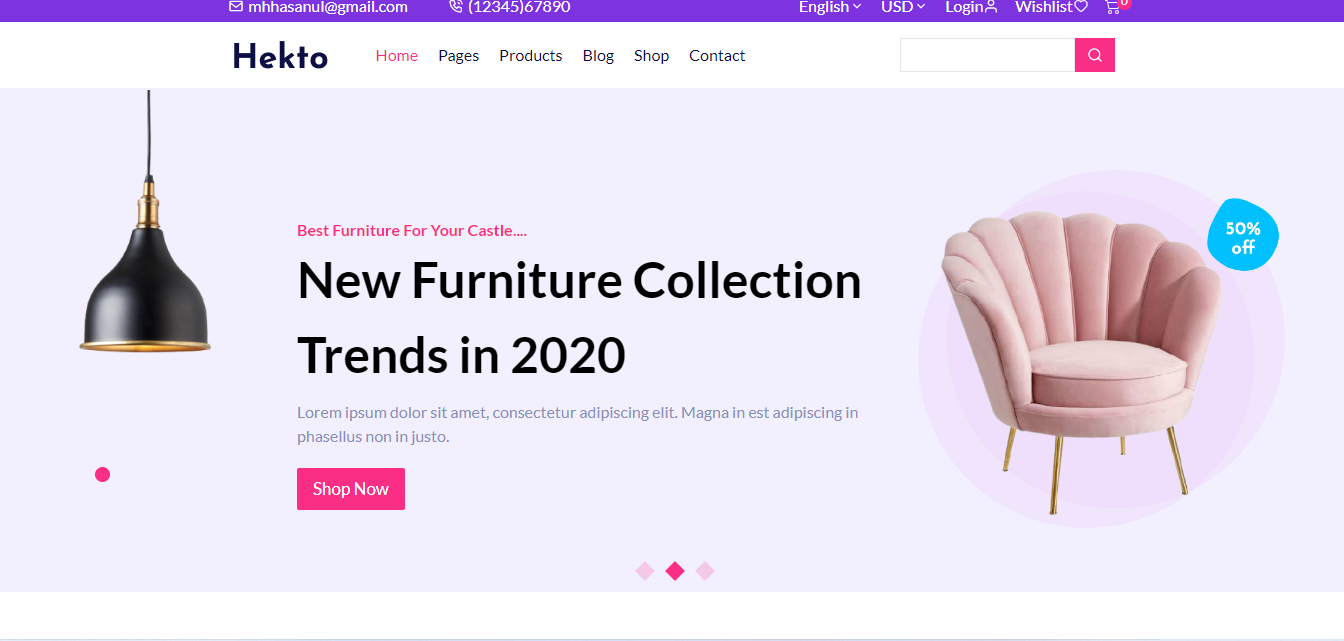 mhhasanul@gmail.com (12345)67890 English USD Login Wishlist 0
Hekto Home Pages Products Blog Shop Contact
50%
off
Best Furniture For Your Castle....
New Furniture Collection
Trends in 2020
Lorem ipsum dolor sit amet, consectetur adipiscing elit. Magna in est adipiscing in
phasellus non in justo.
Shop Now